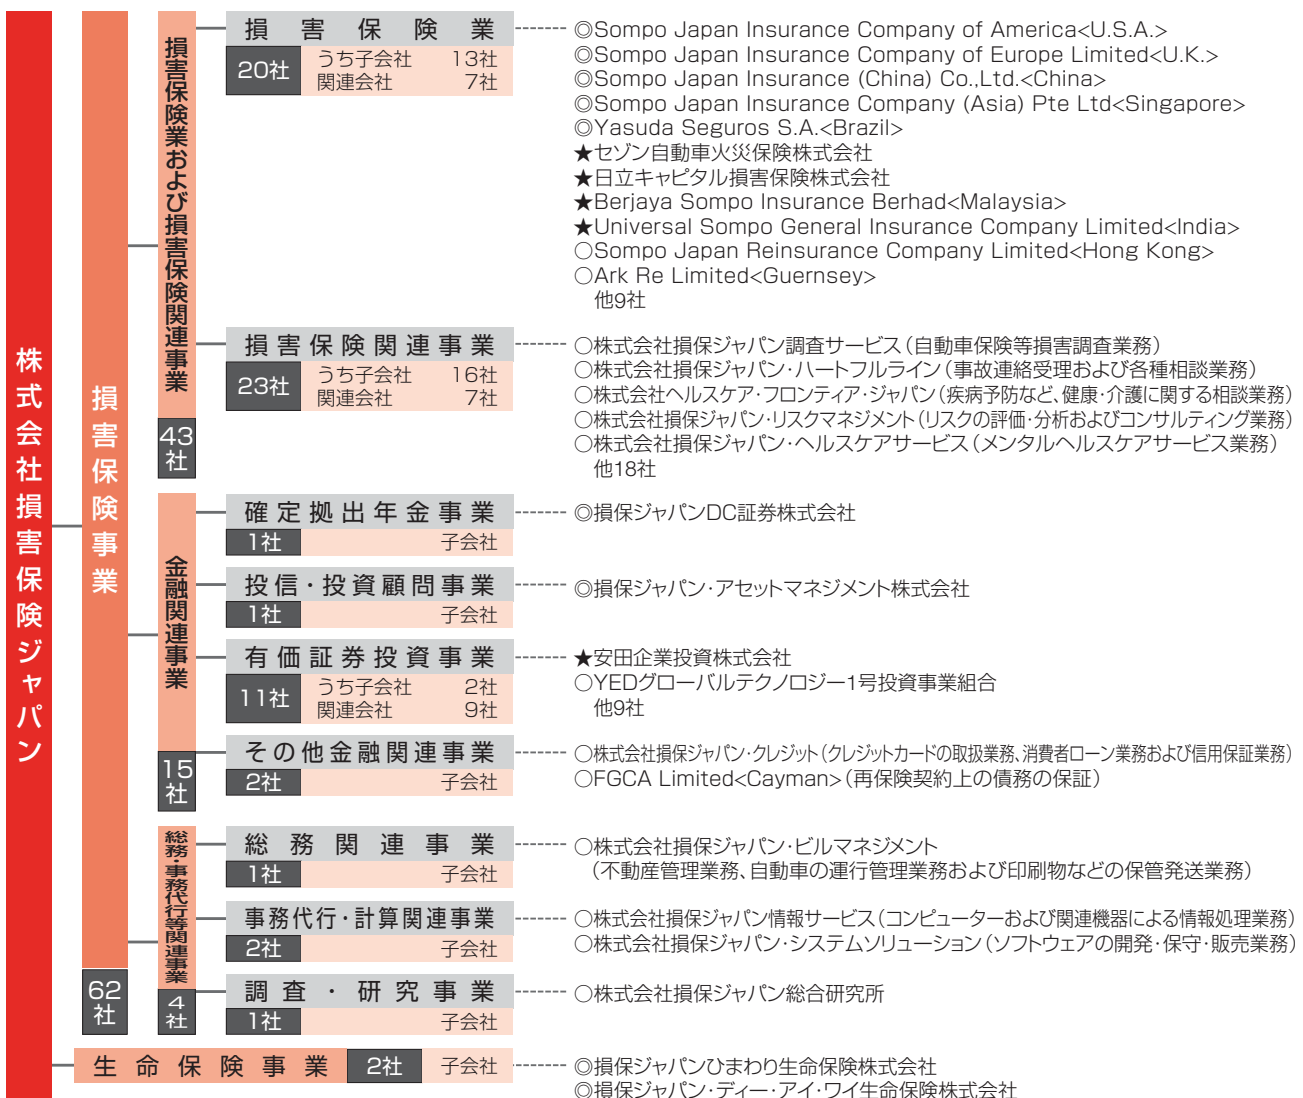 株式会社損害保険ジャパン
損害保険事業
62社
損害保険業および損害保険関連事業
43社
損害保険業
20社
うち子会社 13社
関連会社 7社
◎Sompo Japan Insurance Company of America<U.S.A.>
◎Sompo Japan Insurance Company of Europe Limited<U.K.>
◎Sompo Japan Insurance (China) Co.,Ltd.<China>
◎Sompo Japan Insurance Company (Asia) Pte Ltd<Singapore>
◎Yasuda Seguros S.A.<Brazil>
★セゾン自動車火災保険株式会社
★日立キャピタル損害保険株式会社
★Berjaya Sompo Insurance Berhad<Malaysia>
★Universal Sompo General Insurance Company Limited<India>
○Sompo Japan Reinsurance Company Limited<Hong Kong>
○Ark Re Limited<Guernsey>
他9社
損害保険関連事業
23社
うち子会社 16社
関連会社 7社
○株式会社損保ジャパン調査サービス（自動車保険等損害調査業務）
○株式会社損保ジャパン・ハートフルライン（事故連絡受理および各種相談業務）
○株式会社ヘルスケア・フロンティア・ジャパン（疾病予防など、健康・介護に関する相談業務）
○株式会社損保ジャパン・リスクマネジメント（リスクの評価・分析およびコンサルティング業務）
○株式会社損保ジャパン・ヘルスケアサービス（メンタルヘルスケアサービス業務）
他18社
金融関連事業
15社
確定拠出年金事業
1社 子会社
◎損保ジャパンDC証券株式会社
投信・投資顧問事業
1社 子会社
◎損保ジャパン・アセットマネジメント株式会社
有価証券投資事業
11社
うち子会社 2社
関連会社 9社
★安田企業投資株式会社
○YEDグローバルテクノロジー1号投資事業組合
他9社
その他金融関連事業
2社 子会社
○株式会社損保ジャパン・クレジット（クレジットカードの取扱業務、消費者ローン業務および信用保証業務）
○FGCA Limited<Cayman>（再保険契約上の債務の保証）
総務・事務代行等関連事業
4社
総務関連事業
1社 子会社
○株式会社損保ジャパン・ビルマネジメント
（不動産管理業務、自動車の運行管理業務および印刷物などの保管発送業務）
事務代行・計算関連事業
2社 子会社
○株式会社損保ジャパン情報サービス（コンピューターおよび関連機器による情報処理業務）
○株式会社損保ジャパン・システムソリューション（ソフトウェアの開発・保守・販売業務）
調査・研究事業
1社 子会社
○株式会社損保ジャパン総合研究所
生命保険事業 2社 子会社
◎損保ジャパンひまわり生命保険株式会社
◎損保ジャパン・ディー・アイ・ワイ生命保険株式会社